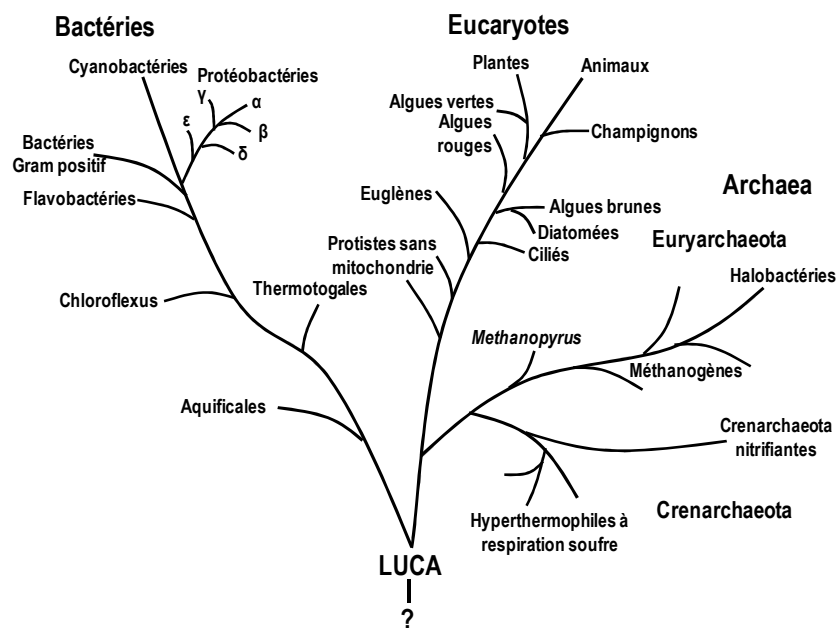 Bactéries
Eucaryotes
Cyanobactéries
Protéobactéries
γ
α
ε
β
δ
Bactéries
Gram positif
Flavobactéries
Chloroflexus
Thermotogales
Aquificales
Plantes
Animaux
Algues vertes
Algues
rouges
Champignons
Euglènes
Algues brunes
Diatomées
Ciliés
Protistes sans
mitochondrie
Archaea
Euryarchaeota
Halobactéries
Methanopyrus
Méthanogènes
Crenarchaeota
nitrifiantes
Crenarchaeota
Hyperthermophiles à
respiration soufre
LUCA
?